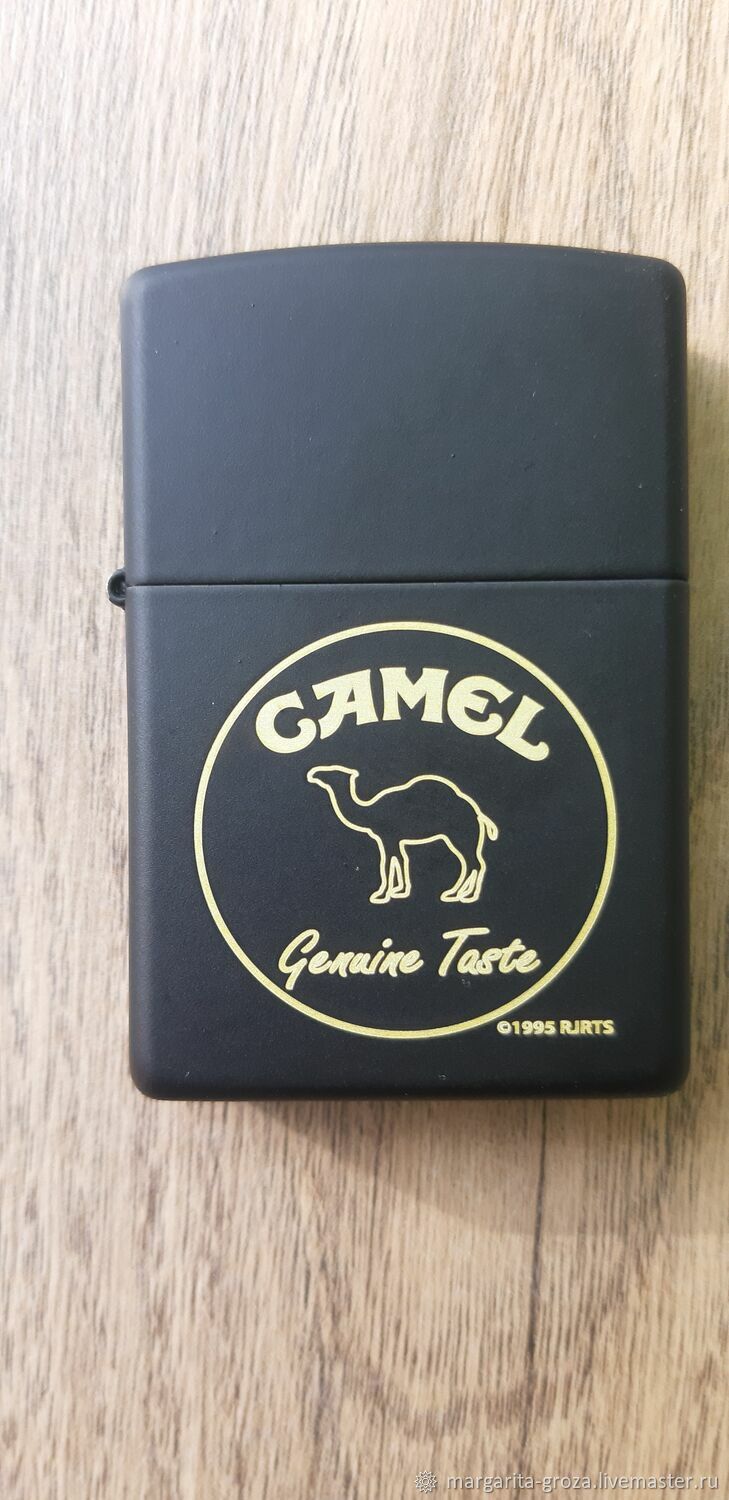 CAMEL
Genuine Taste
©1995 RJRTS
margarita-groza.livemaster.ru